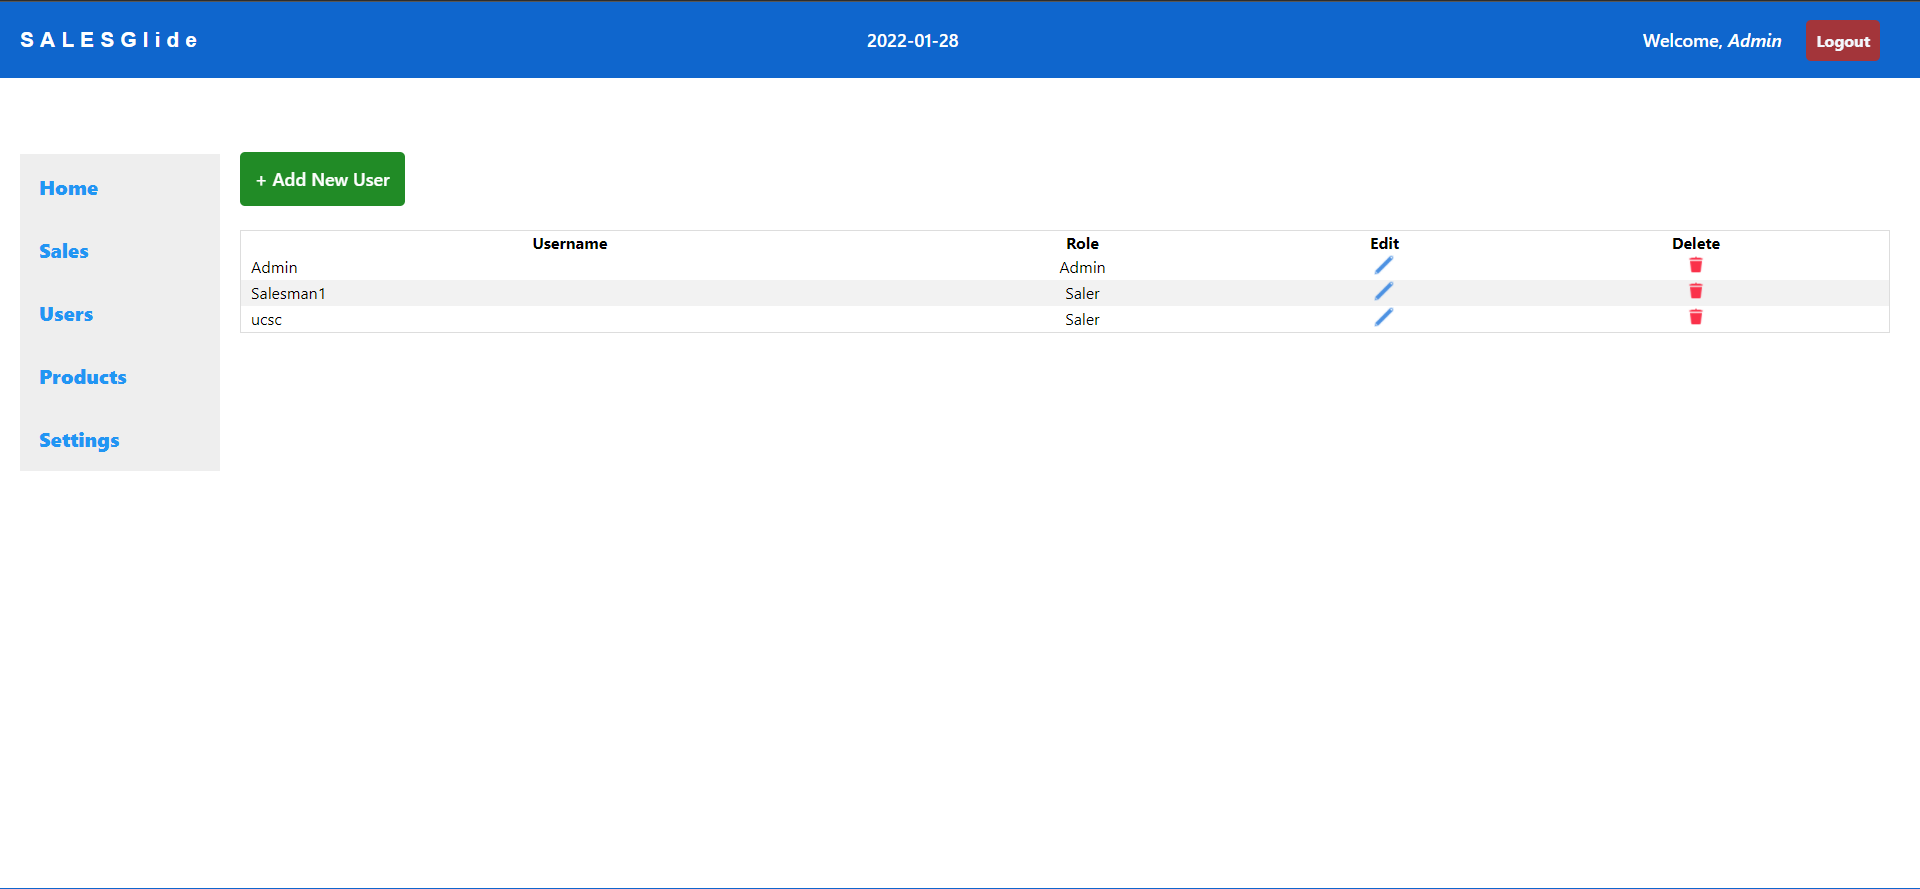 SALESGlide
2022-01-28
Welcome, Admin
Logout
Home
Sales
Users
Products
Settings
+ Add New User
Username Role Edit Delete
Admin Admin
Salesman1 Saler
ucsc Saler